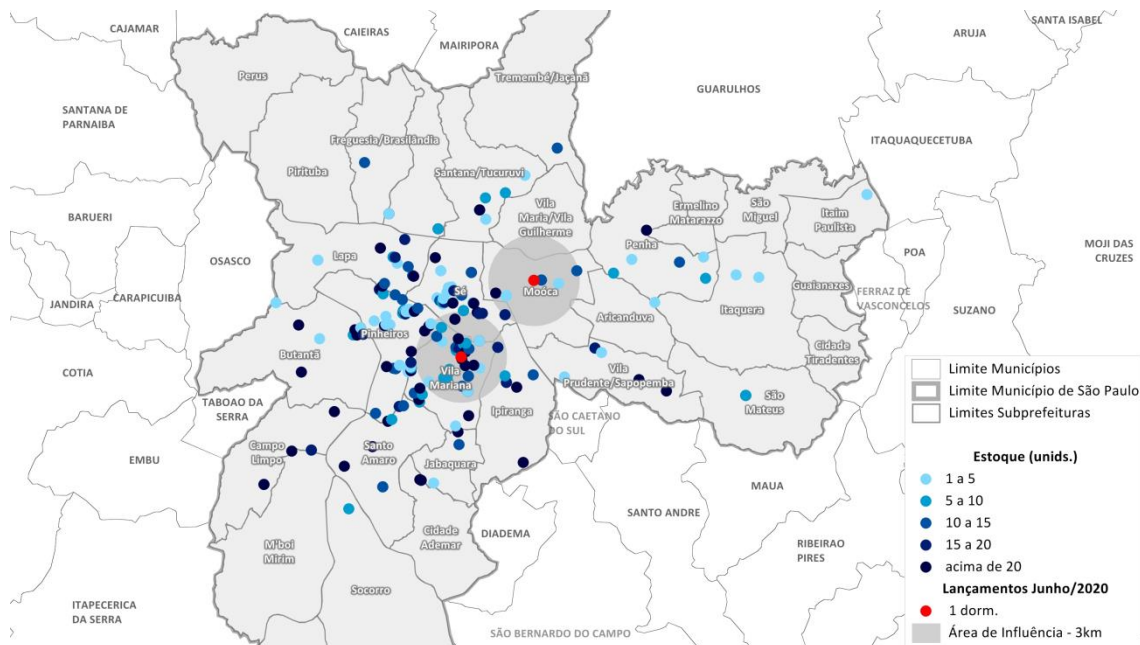 CAJAMAR
CAIEIRAS
MAIRIPORA
SANTA ISABEL
ARUJA
Perus
Tremembé/Jaçanã
GUARULHOS
SANTANA DE
PARNAIBA
Freguesia/Brasilândia
ITAQUAQUECETUBA
Pirituba
Santana/Tucuruvi
Vila
Maria/Vila
Guilherme
Ermelino
Matarazzo
São
Miguel
Itaim
Paulista
BARUERI
Penha
POA
MOJI DAS
CRUZES
OSASCO
Lapa
Guaianazes
FERRAZ DE
VASCONCELOS
SUZANO
JANDIRA
CARAPICUIBA
Sé
Mooca
Itaquera
Aricanduva
Pinheiros
Butantã
Cidade
Tiradentes
COTIA
Vila
Mariana
Vila
Prudente/Sapopemba
TABOAO DA
SERRA
Ipiranga
SÃO CAETANO
DO SUL
São
Mateus
EMBU
Campo
Limpo
Santo
Amaro
Jabaquara
MAUA
SANTO ANDRE
Cidade
Ademar
DIADEMA
RIBEIRAO
PIRES
M'boi
Mirim
Socorro
ITAPECERICA
DA SERRA
SÃO BERNARDO DO CAMPO
Limite Municípios
Limite Município de São Paulo
Limites Subprefeituras
Estoque (unids.)
1 a 5
5 a 10
10 a 15
15 a 20
acima de 20
Lançamentos Junho/2020
1 dorm.
Área de Influência - 3km